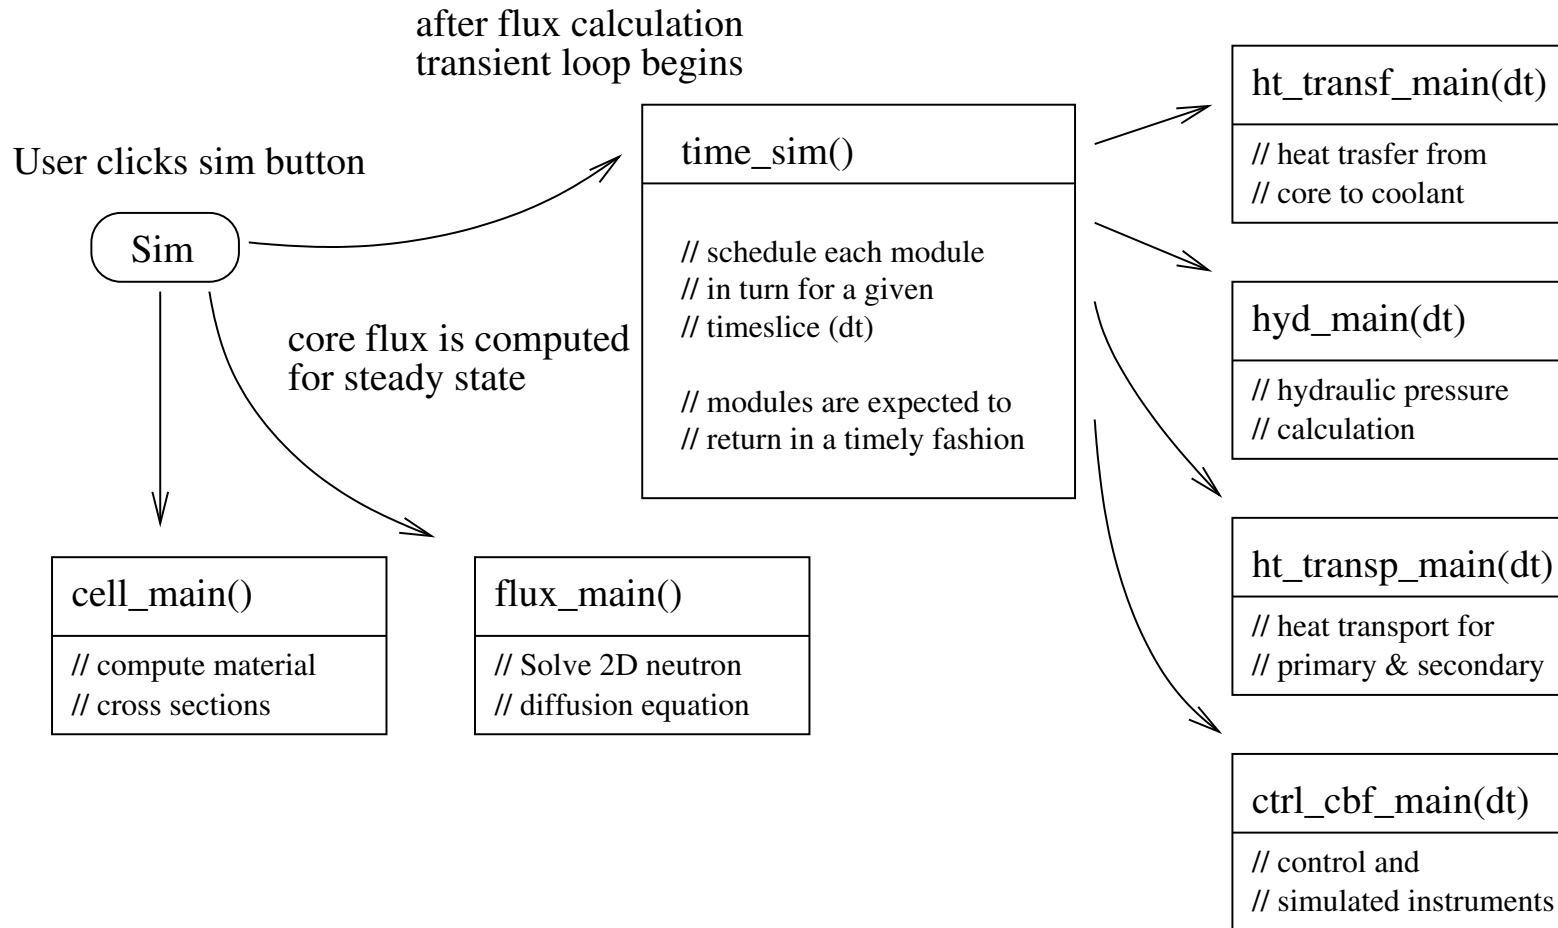 after flux calculation
transient loop begins
User clicks sim button
Sim
core flux is computed
for steady state
cell_main()
// compute material
// cross sections
flux_main()
// Solve 2D neutron
// diffusion equation
time_sim()
// schedule each module
// in turn for a given
// timeslice (dt)
// modules are expected to
// return in a timely fashion
ht_transf_main(dt)
// heat trasfer from
// core to coolant
hyd_main(dt)
// hydraulic pressure
// calculation
ht_transp_main(dt)
// heat transport for
// primary & secondary
ctrl_cbf_main(dt)
// control and
// simulated instruments